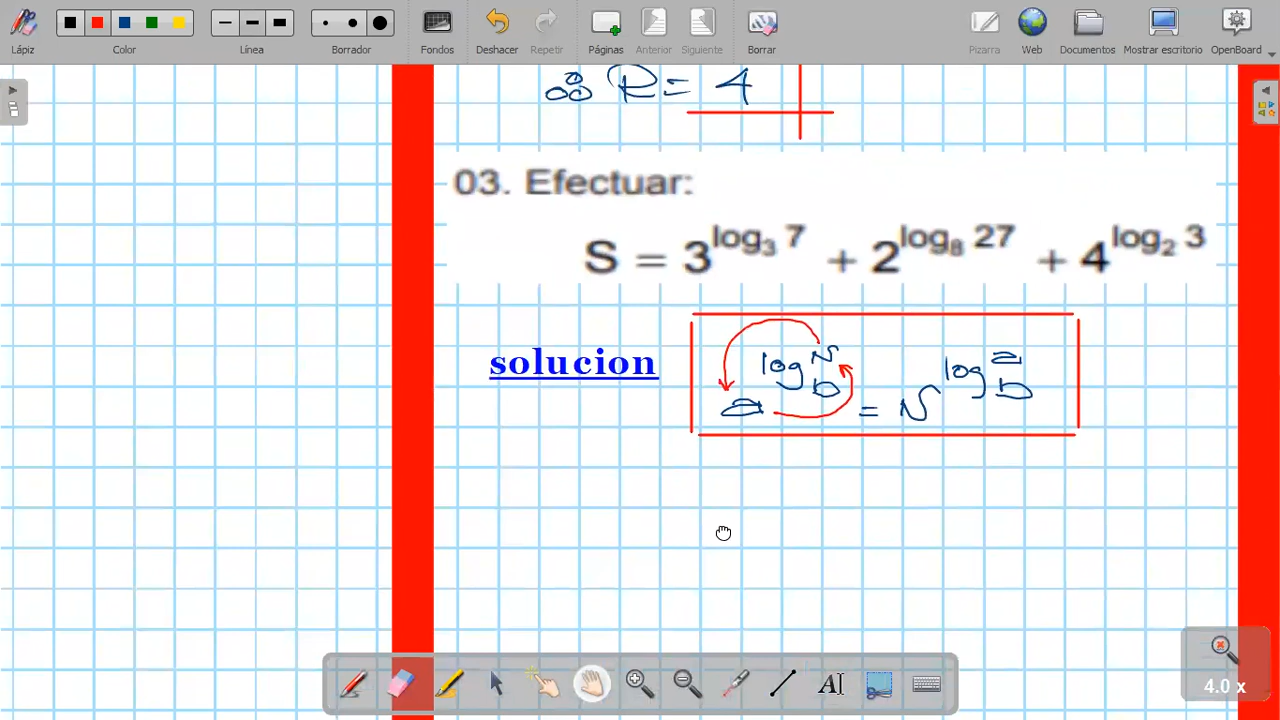 Lápiz Color Línea Borrador Fondos Deshacer Repetir Páginas Anterior Siguiente Borrar Pizarra Web Documentos Mostrar escritorio OpenBoard
∴ R = 4
03. Efectuar:
S = 3^{log₃ 7} + 2^{log₈ 27} + 4^{log₂ 3}
solucion
a^{log_b N} = N^{log_b a}
AI
4.0 x